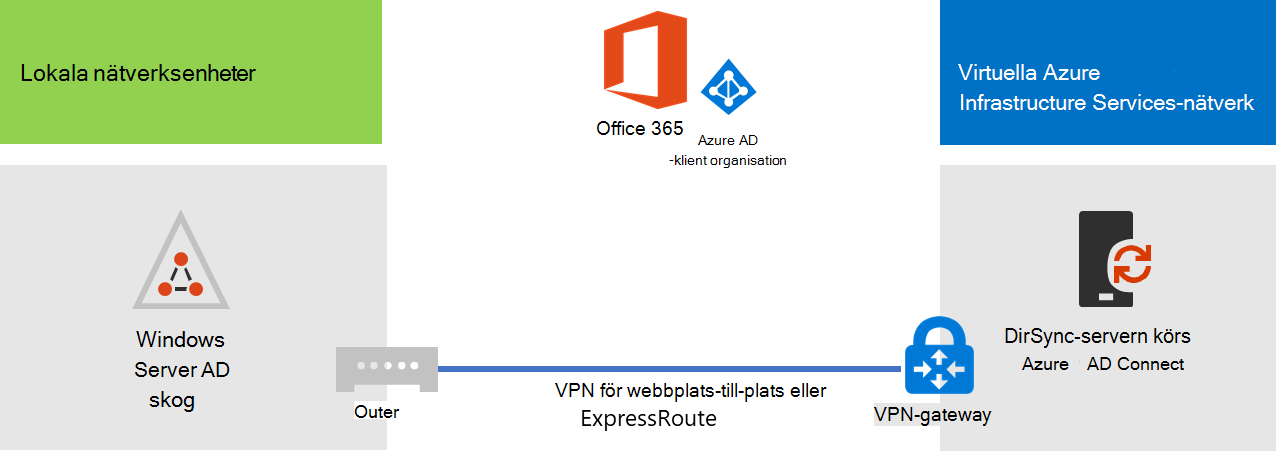 Lokala nätverksenheter
Office 365
Azure AD
-klient organisation
Virtuella Azure
Infrastructure Services-nätverk
Windows
Server AD
skog
Outer
VPN för webbplats-till-plats eller
ExpressRoute
VPN-gateway
DirSync-servern körs
Azure AD Connect